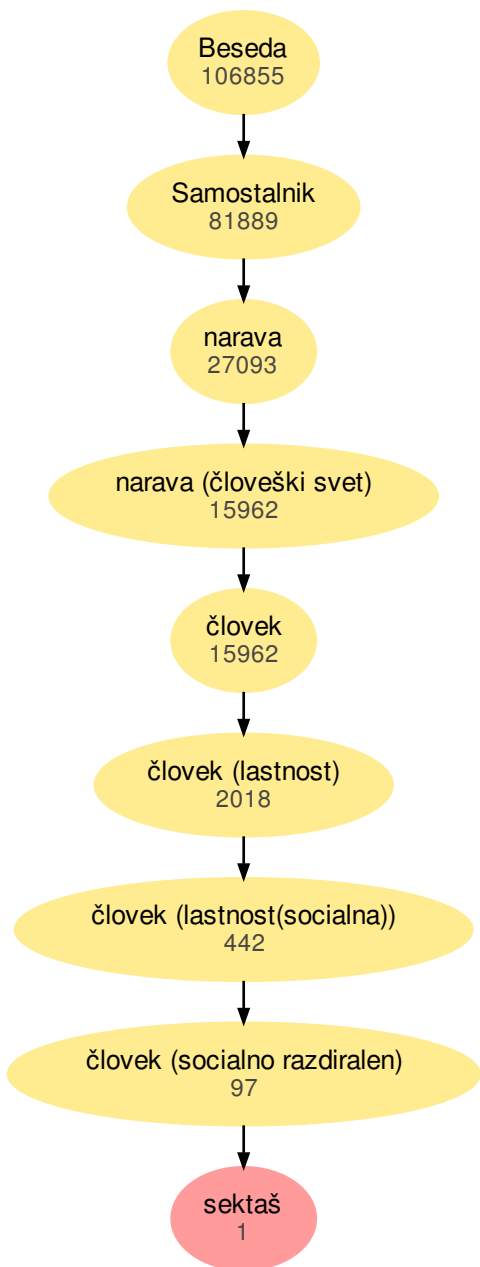 Beseda
106855
Samostalnik
81889
narava
27093
narava (človeški svet)
15962
človek
15962
človek (lastnost)
2018
človek (lastnost(socialna))
442
človek (socialno razdiralen)
97
sektaš
1